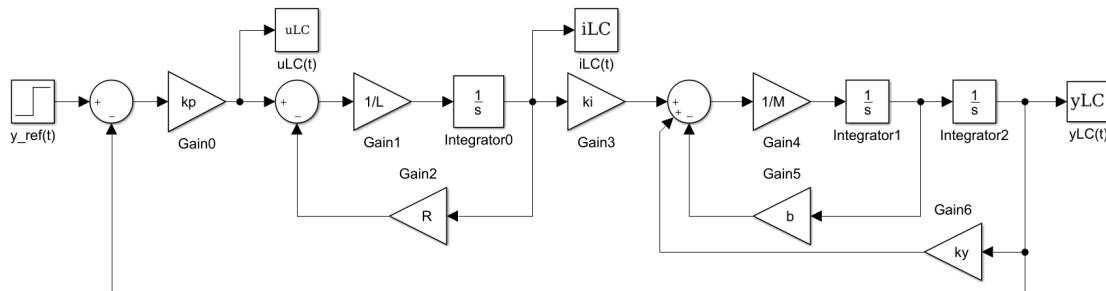 uLC
iLC
uLC(t)
iLC(t)
+
−
kp
+
−
1/L
1
s
ki
+
+
−
1/M
1
s
1
s
yLC
y_ref(t)
Gain0
Gain1
Integrator0
Gain3
Gain4
Integrator1
Integrator2
yLC(t)
Gain2
Gain5
R
b
Gain6
ky